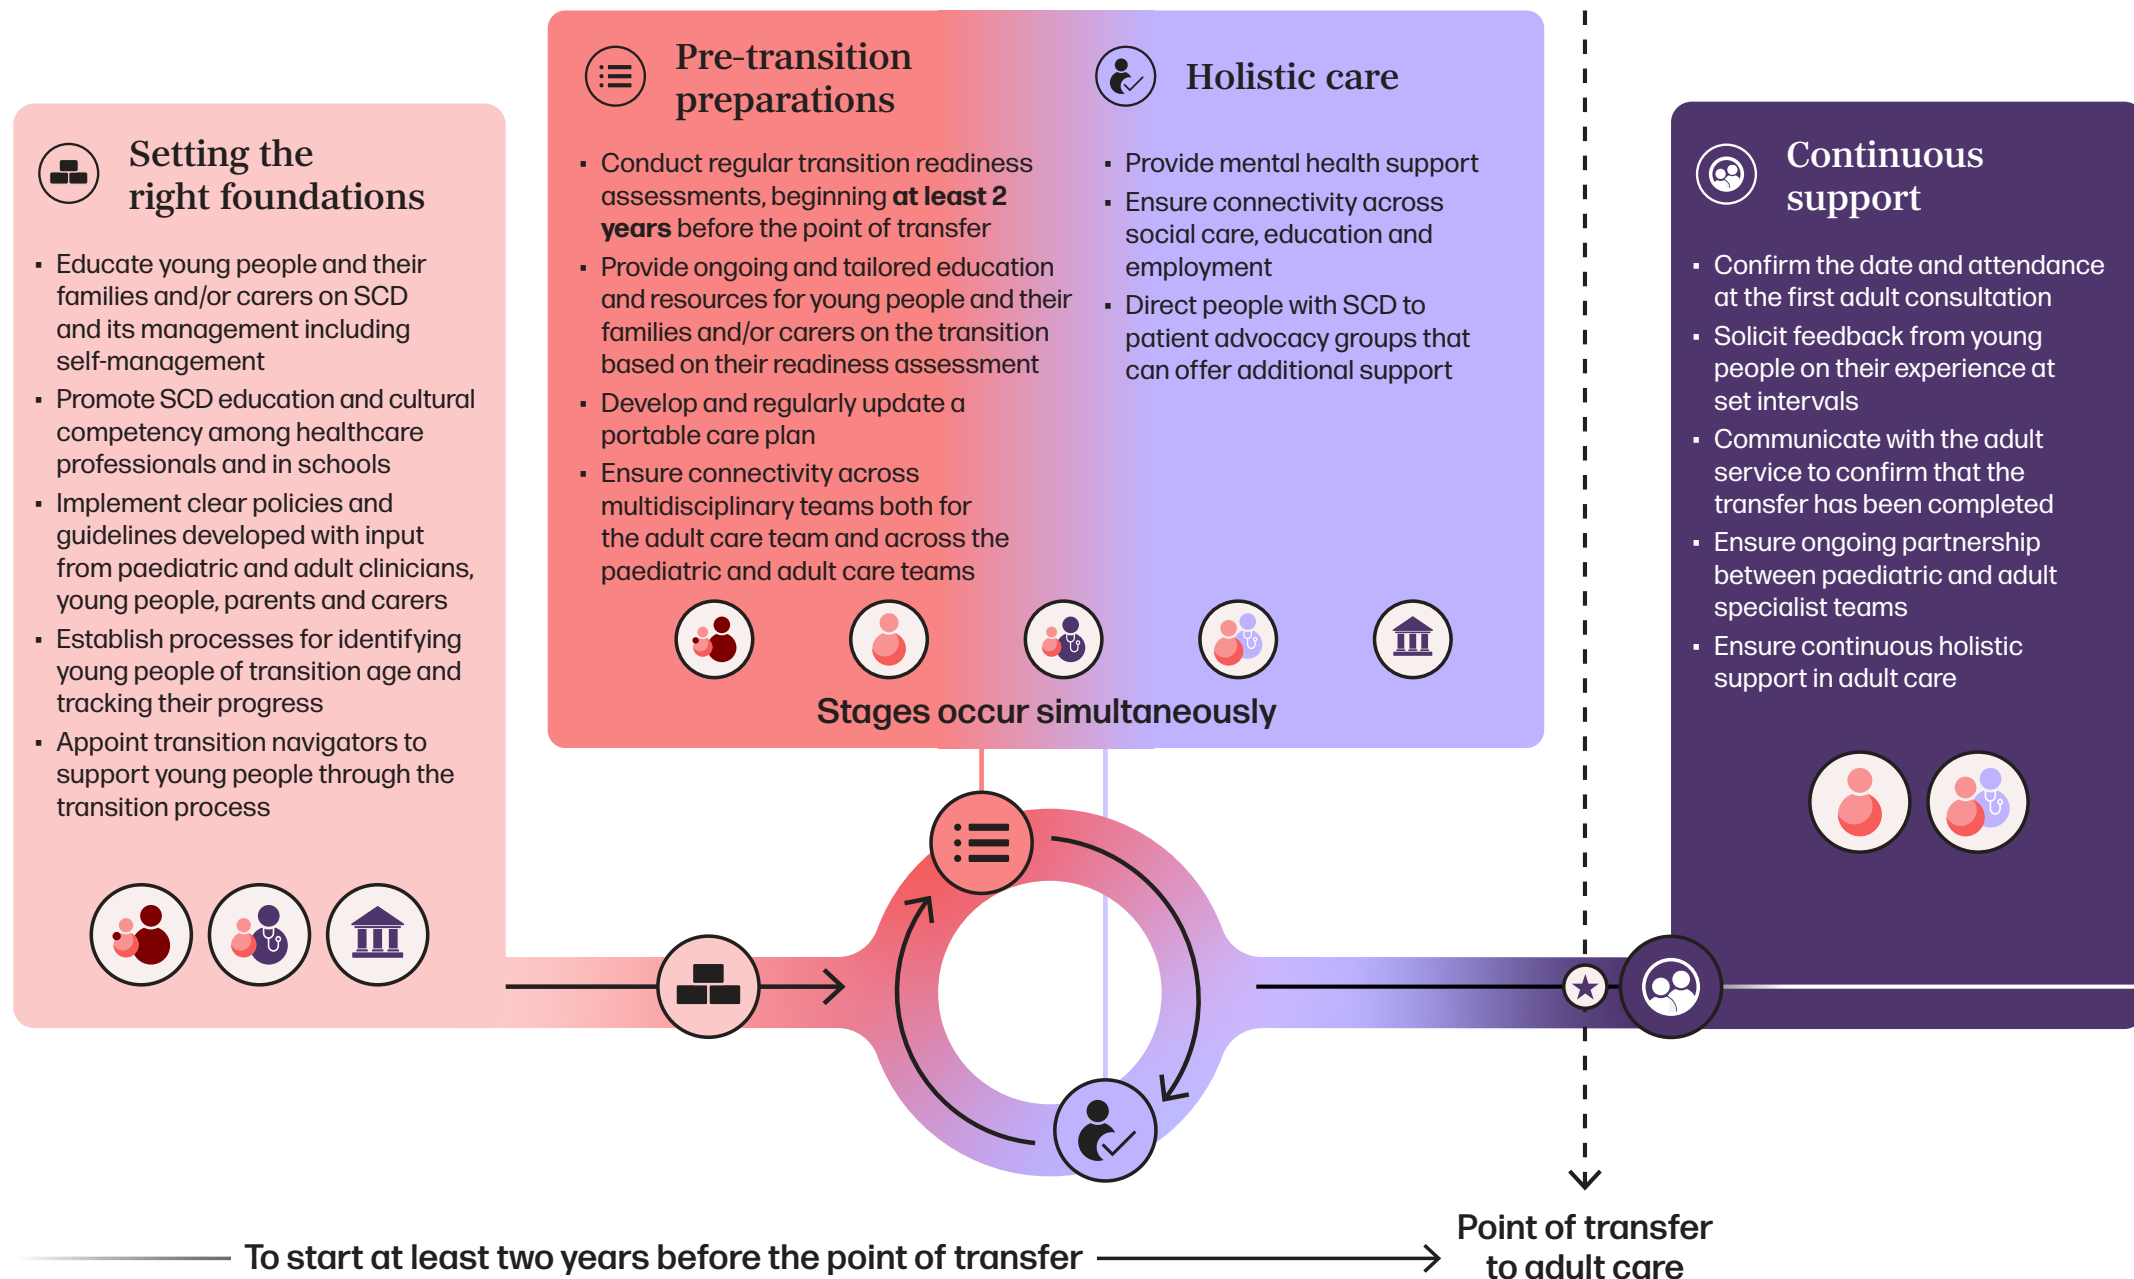 Setting the
right foundations
▪ Educate young people and their
families and/or carers on SCD
and its management including
self-management
▪ Promote SCD education and cultural
competency among healthcare
professionals and in schools
▪ Implement clear policies and
guidelines developed with input
from paediatric and adult clinicians,
young people, parents and carers
▪ Establish processes for identifying
young people of transition age and
tracking their progress
▪ Appoint transition navigators to
support young people through the
transition process
Pre-transition
preparations
▪ Conduct regular transition readiness
assessments, beginning at least 2
years before the point of transfer
▪ Provide ongoing and tailored education
and resources for young people and their
families and/or carers on the transition
based on their readiness assessment
▪ Develop and regularly update a
portable care plan
▪ Ensure connectivity across
multidisciplinary teams both for
the adult care team and across the
paediatric and adult care teams
Holistic care
▪ Provide mental health support
▪ Ensure connectivity across
social care, education and
employment
▪ Direct people with SCD to
patient advocacy groups that
can offer additional support
Stages occur simultaneously
Continuous
support
▪ Confirm the date and attendance
at the first adult consultation
▪ Solicit feedback from young
people on their experience at
set intervals
▪ Communicate with the adult
service to confirm that the
transfer has been completed
▪ Ensure ongoing partnership
between paediatric and adult
specialist teams
▪ Ensure continuous holistic
support in adult care
To start at least two years before the point of transfer
Point of transfer
to adult care